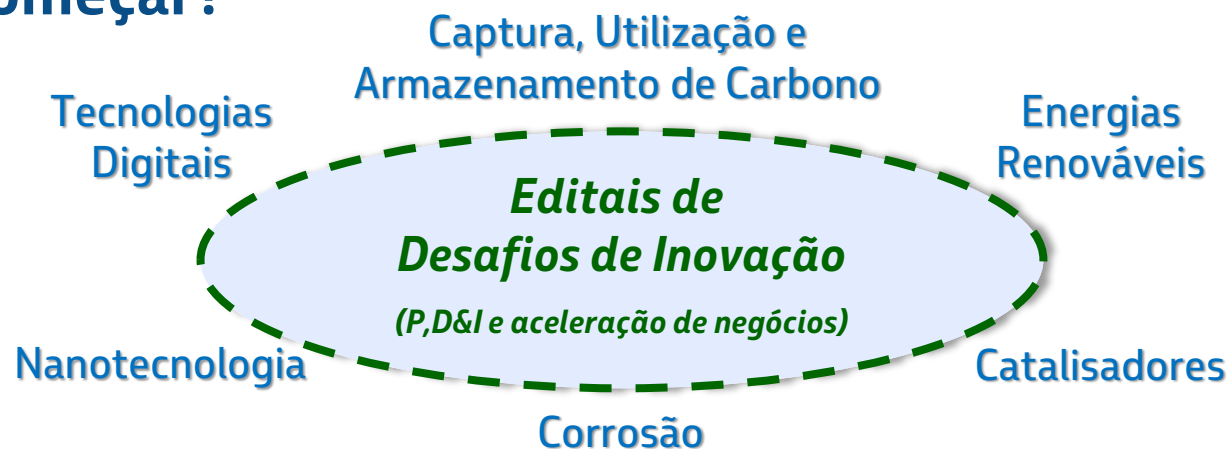 Captura, Utilização e
Armazenamento de Carbono
Tecnologias
Digitais
Energias
Renováveis
Editais de
Desafios de Inovação
(P,D&I e aceleração de negócios)
Nanotecnologia
Catalisadores
Corrosão